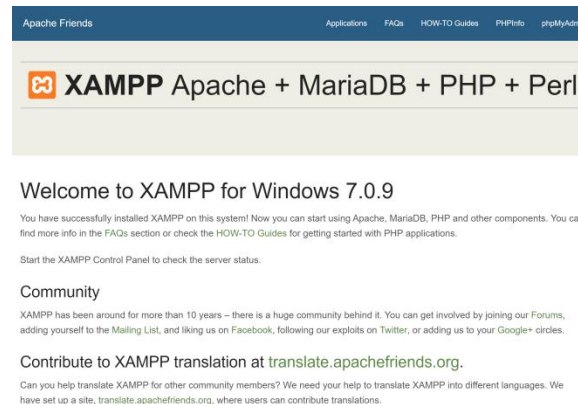 Apache Friends Applications FAQs HOW-TO Guides PHPInfo phpMyAdm
XAMPP Apache + MariaDB + PHP + Perl
Welcome to XAMPP for Windows 7.0.9
You have successfully installed XAMPP on this system! Now you can start using Apache, MariaDB, PHP and other components. You ca
find more info in the FAQs section or check the HOW-TO Guides for getting started with PHP applications.
Start the XAMPP Control Panel to check the server status.
Community
XAMPP has been around for more than 10 years – there is a huge community behind it. You can get involved by joining our Forums,
adding yourself to the Mailing List, and liking us on Facebook, following our exploits on Twitter, or adding us to your Google+ circles.
Contribute to XAMPP translation at translate.apachefriends.org.
Can you help translate XAMPP for other community members? We need your help to translate XAMPP into different languages. We
have set up a site, translate.apachefriends.org, where users can contribute translations.